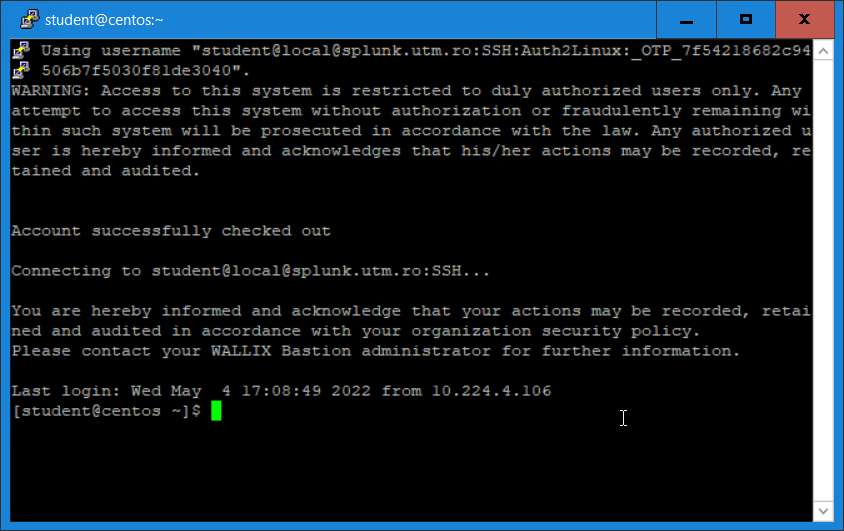 student@centos:~
Using username "student@local@splunk.utm.ro:SSH:Auth2Linux:_OTP_7f54218682c94
506b7f5030f81de3040".
WARNING: Access to this system is restricted to duly authorized users only. Any
attempt to access this system without authorization or fraudulently remaining wi
thin such system will be prosecuted in accordance with the law. Any authorized u
ser is hereby informed and acknowledges that his/her actions may be recorded, re
tained and audited.
Account successfully checked out
Connecting to student@local@splunk.utm.ro:SSH...
You are hereby informed and acknowledge that your actions may be recorded, retai
ned and audited in accordance with your organization security policy.
Please contact your WALLIX Bastion administrator for further information.
Last login: Wed May  4 17:08:49 2022 from 10.224.4.106
[student@centos ~]$